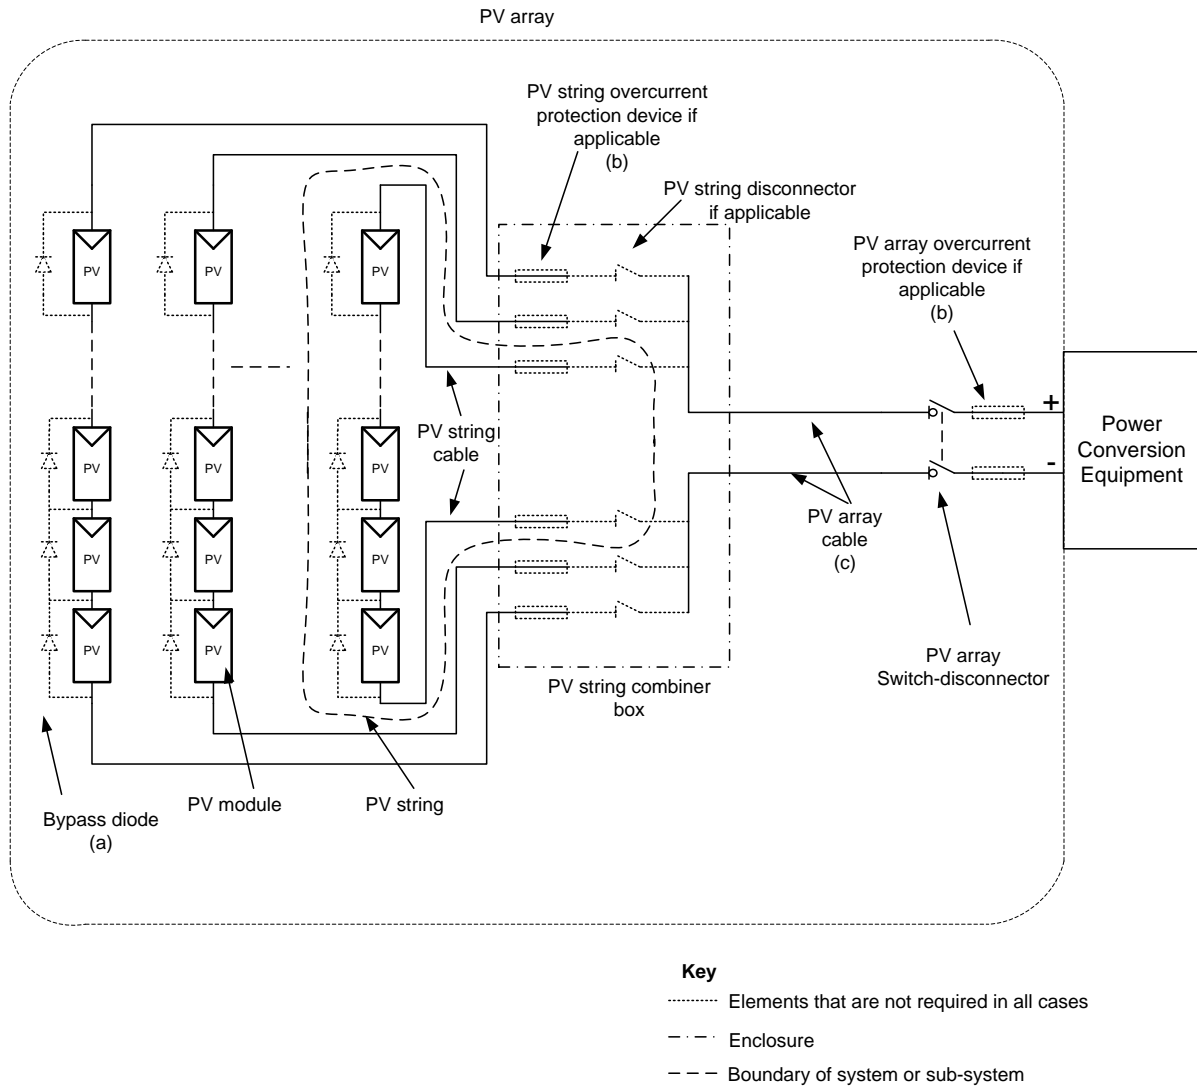 PV array
PV string overcurrent
protection device if
applicable
(b)
PV string disconnector
if applicable
PV array overcurrent
protection device if
applicable
(b)
PV
PV
PV
+
-
Power
Conversion
Equipment
PV string
cable
PV
PV
PV
PV array
cable
(c)
PV
PV
PV
PV
PV
PV
PV array
Switch-disconnector
PV string combiner
box
Bypass diode
(a)
PV module
PV string
Key
Elements that are not required in all cases
Enclosure
Boundary of system or sub-system